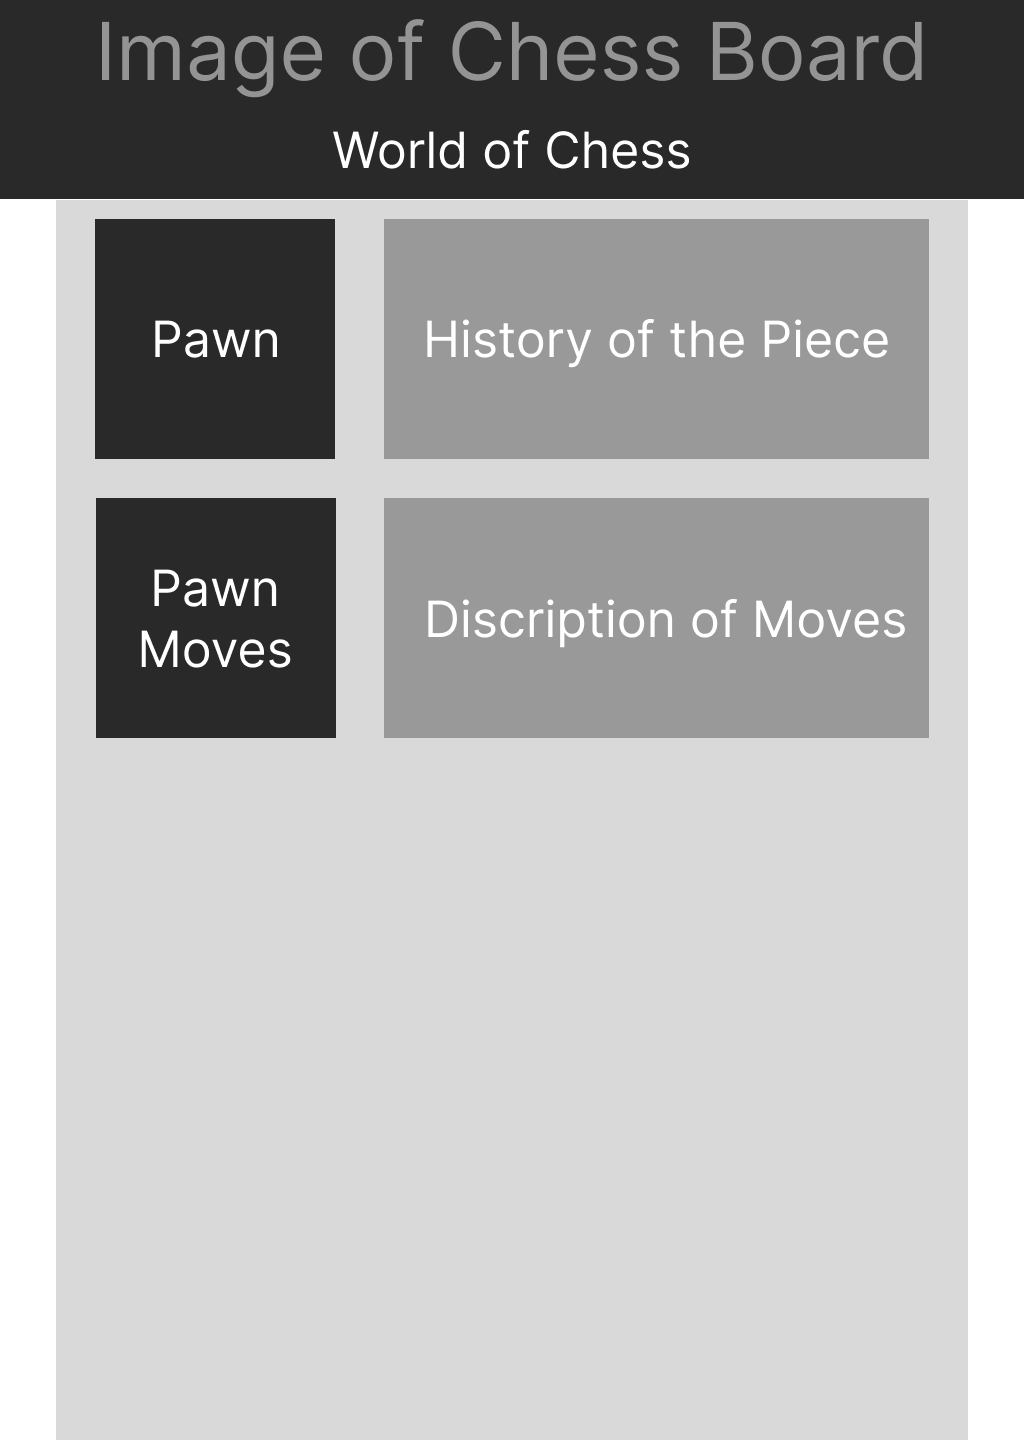 Image of Chess Board
World of Chess
Pawn
History of the Piece
Pawn
Moves
Discription of Moves